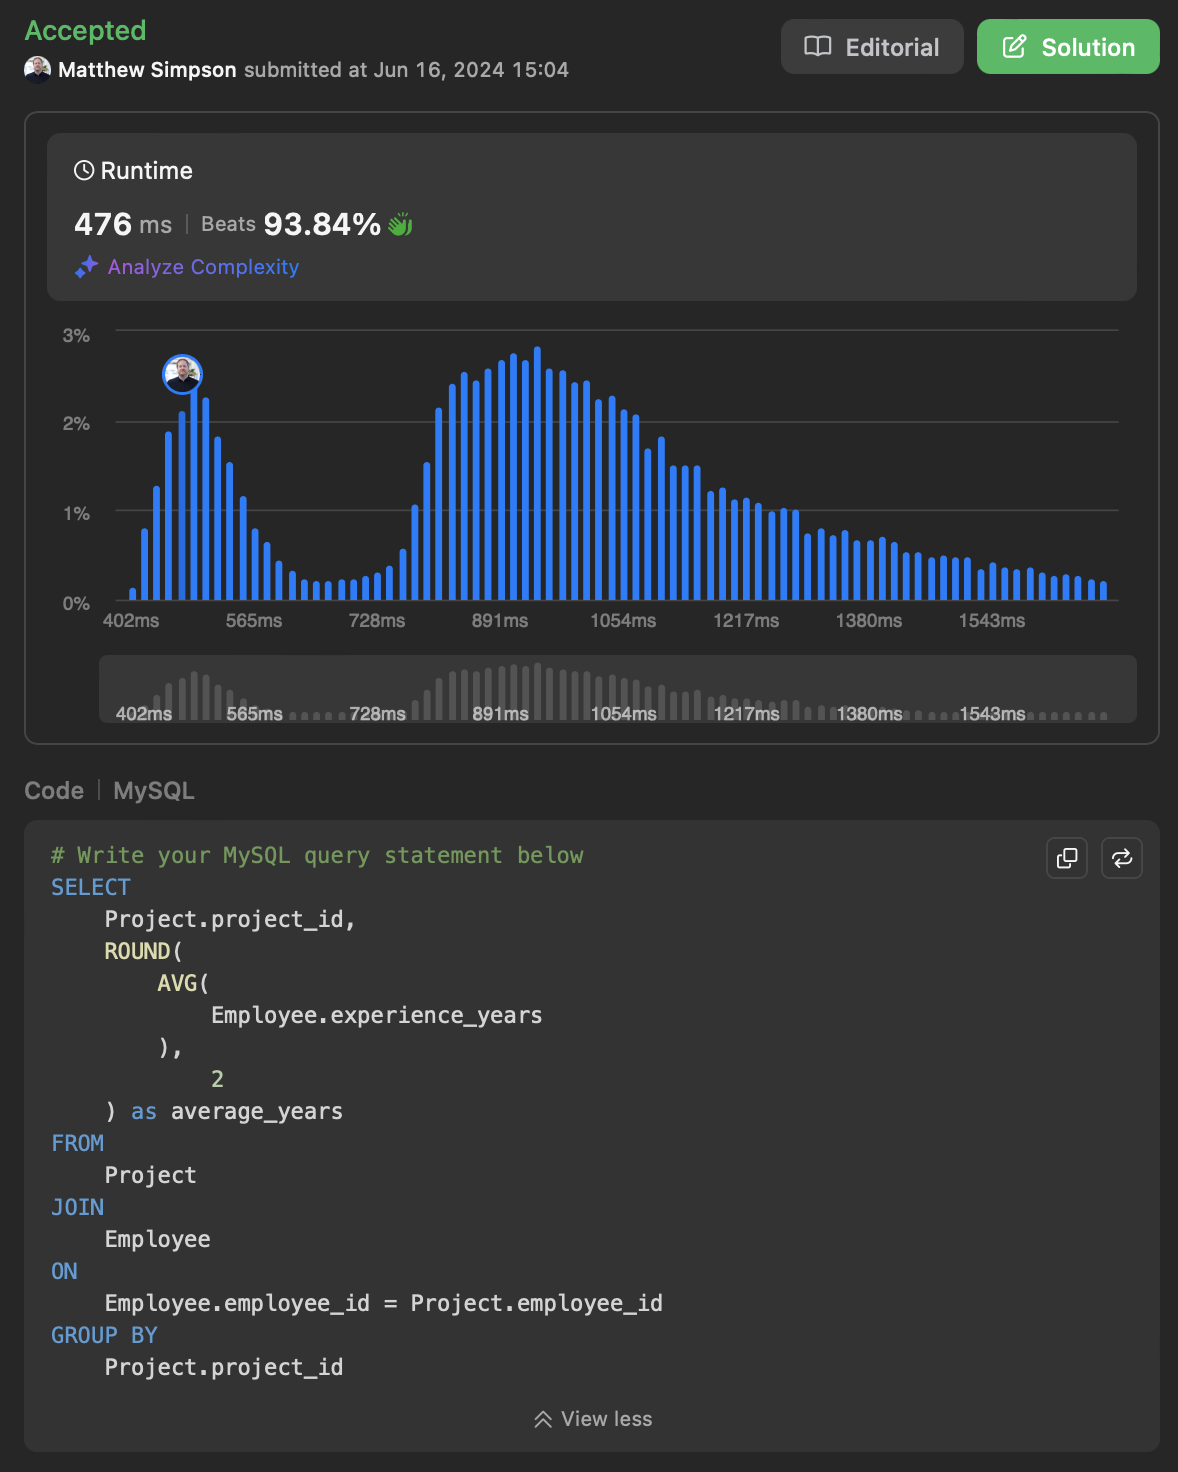 Accepted
Matthew Simpson submitted at Jun 16, 2024 15:04
Editorial
Solution
Runtime
476 ms | Beats 93.84%
Analyze Complexity
3%
2%
1%
0%
402ms 565ms 728ms 891ms 1054ms 1217ms 1380ms 1543ms
402ms 565ms 728ms 891ms 1054ms 1217ms 1380ms 1543ms
Code | MySQL
# Write your MySQL query statement below
SELECT
    Project.project_id,
    ROUND(
        AVG(
            Employee.experience_years
        ),
            2
    ) as average_years
FROM
    Project
JOIN
    Employee
ON
    Employee.employee_id = Project.employee_id
GROUP BY
    Project.project_id
View less